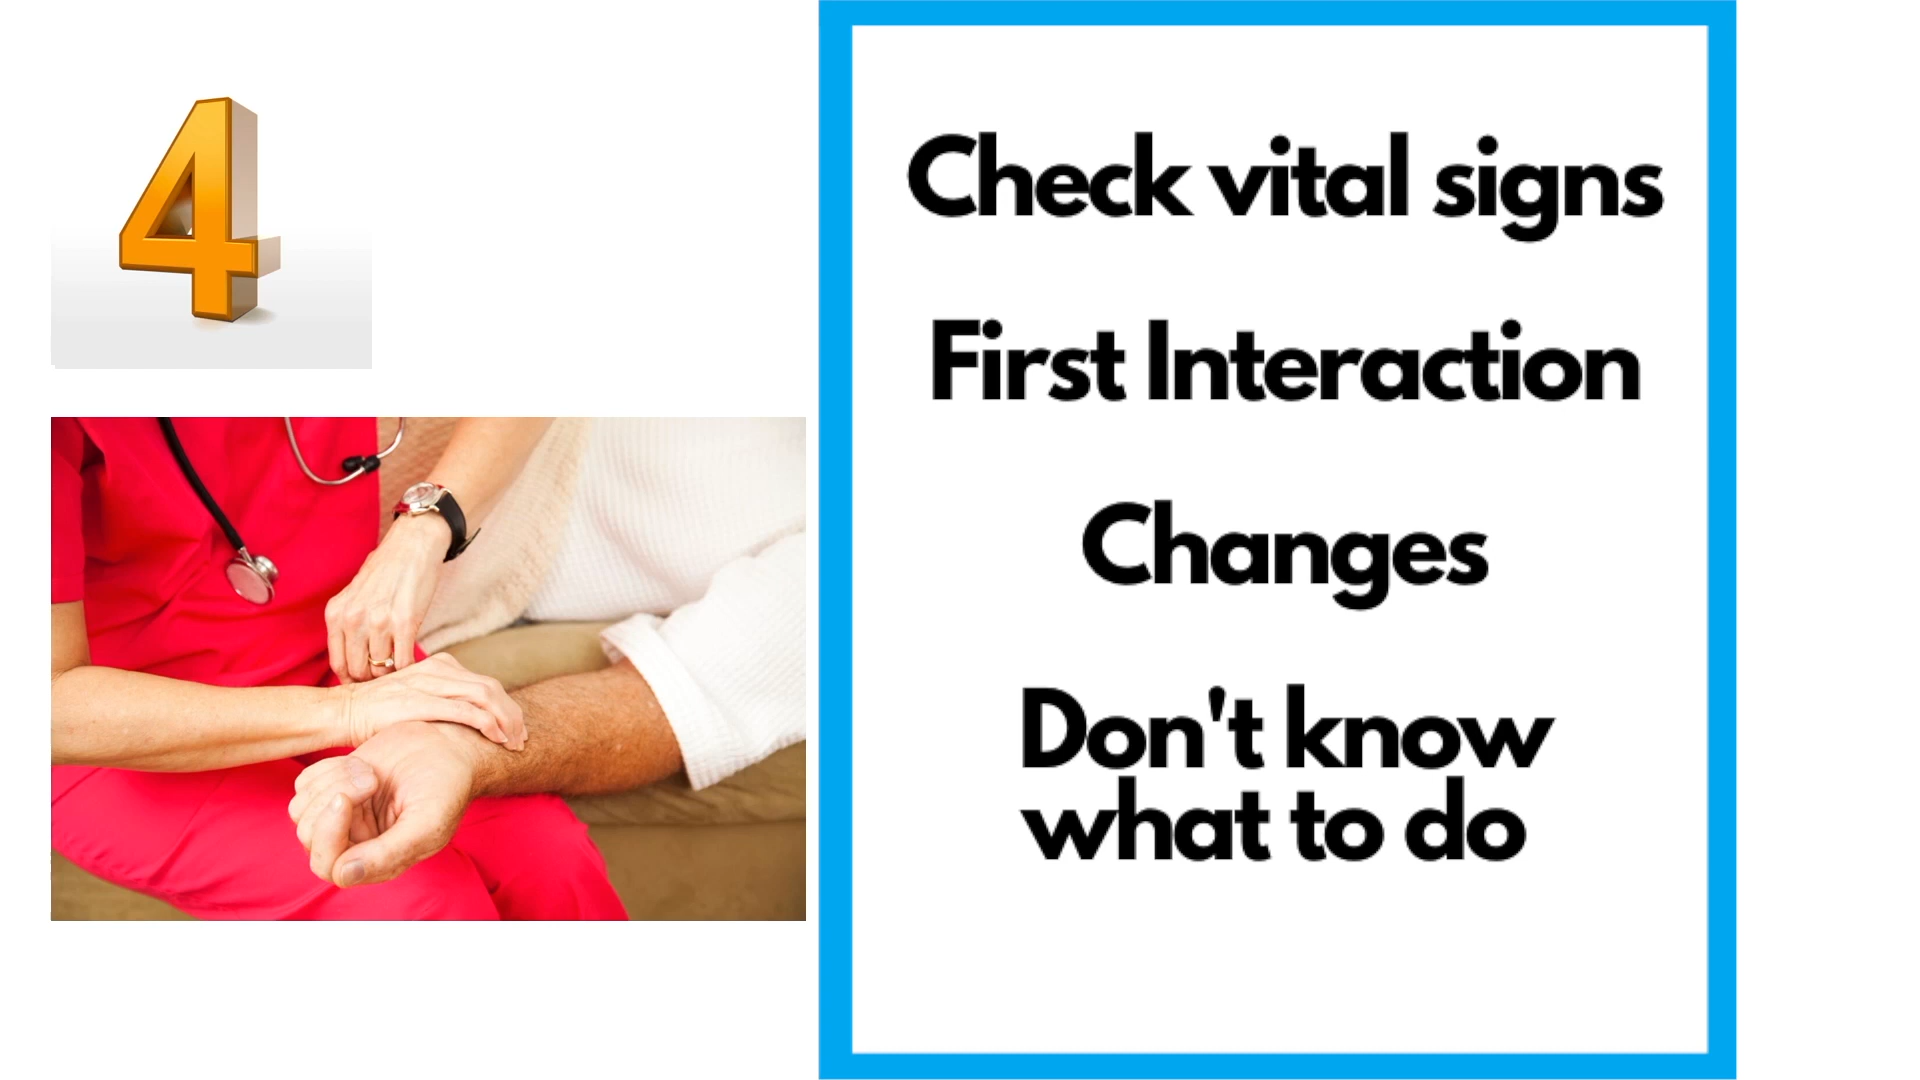 4
Check vital signs
First Interaction
Changes
Don't know
what to do